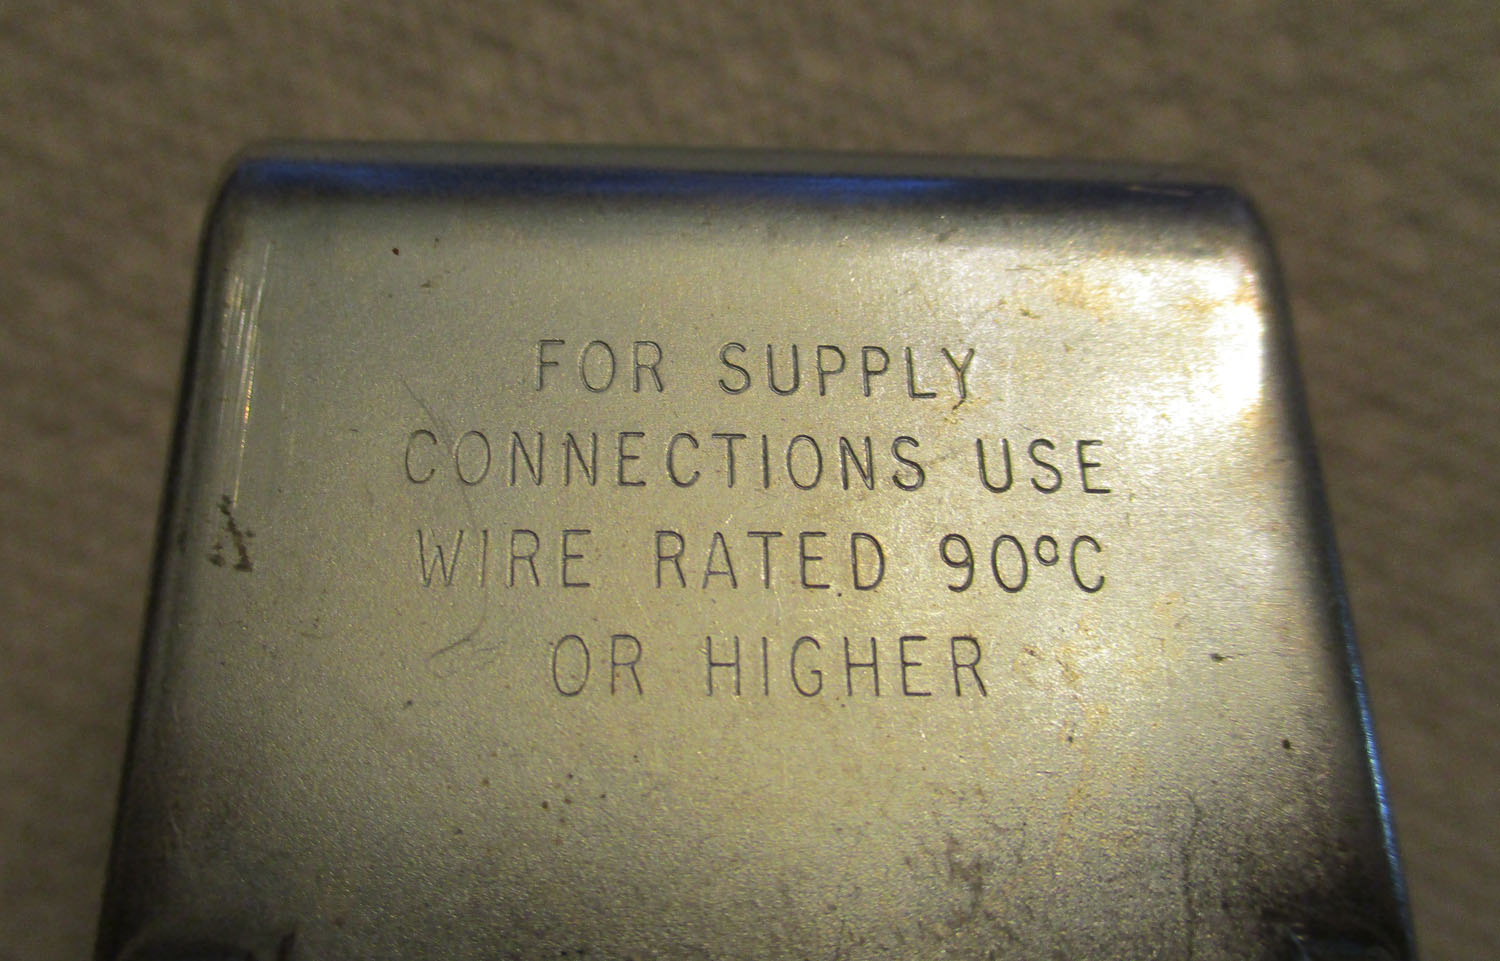 FOR SUPPLY
CONNECTIONS USE
WIRE RATED 90°C
OR HIGHER